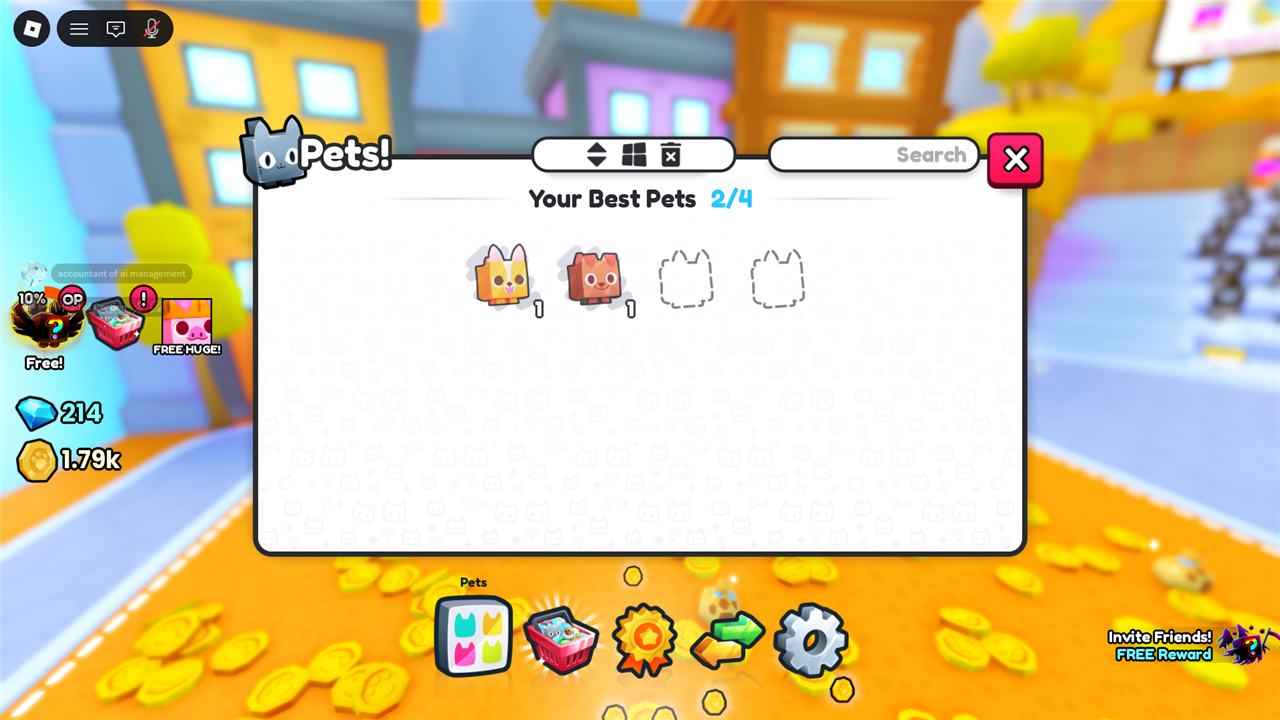 Pets!
Search
Your Best Pets 2/4
1
1
accountant of ai management
10%
OP
!
?
Free!
FREE HUGE!
214
1.79k
Pets
Invite Friends!
FREE Reward
?